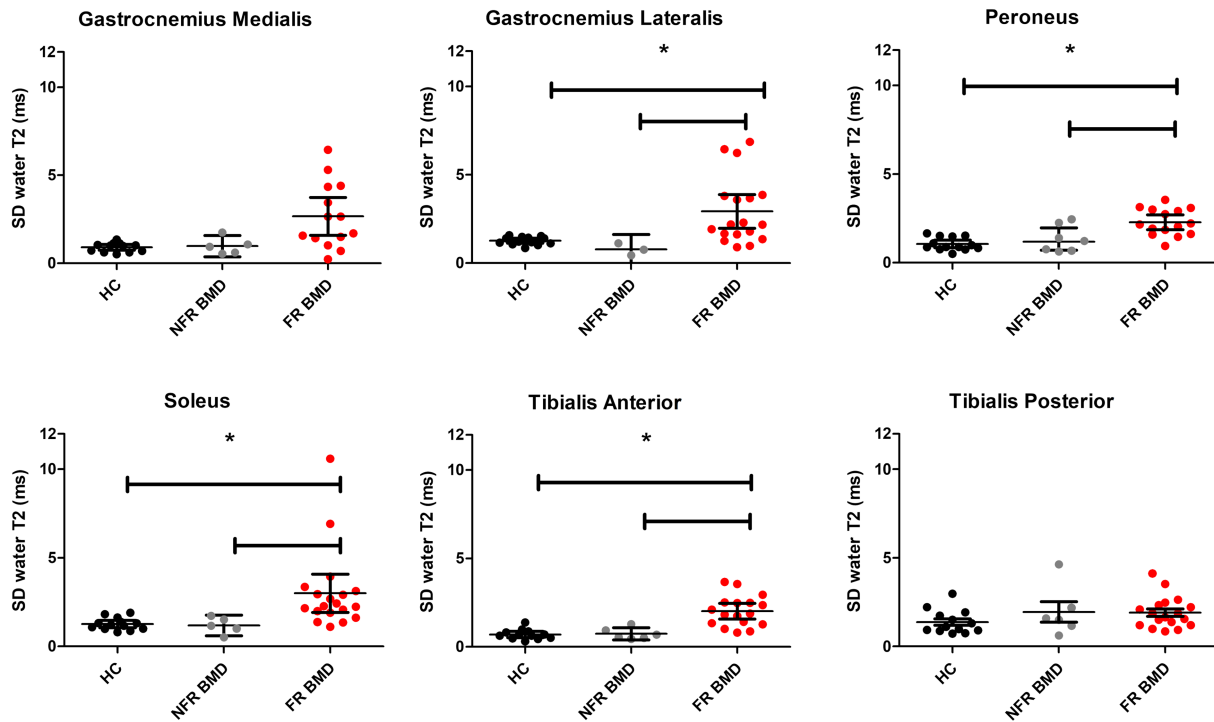 Gastrocnemius Medialis
SD water T2 (ms)
12
10
5
0
HC
NFR BMD
FR BMD
Gastrocnemius Lateralis
*
SD water T2 (ms)
12
10
5
0
HC
NFR BMD
FR BMD
Peroneus
*
SD water T2 (ms)
12
10
5
0
HC
NFR BMD
FR BMD
Soleus
*
SD water T2 (ms)
12
10
5
0
HC
NFR BMD
FR BMD
Tibialis Anterior
*
SD water T2 (ms)
12
10
5
0
HC
NFR BMD
FR BMD
Tibialis Posterior
SD water T2 (ms)
12
10
5
0
HC
NFR BMD
FR BMD